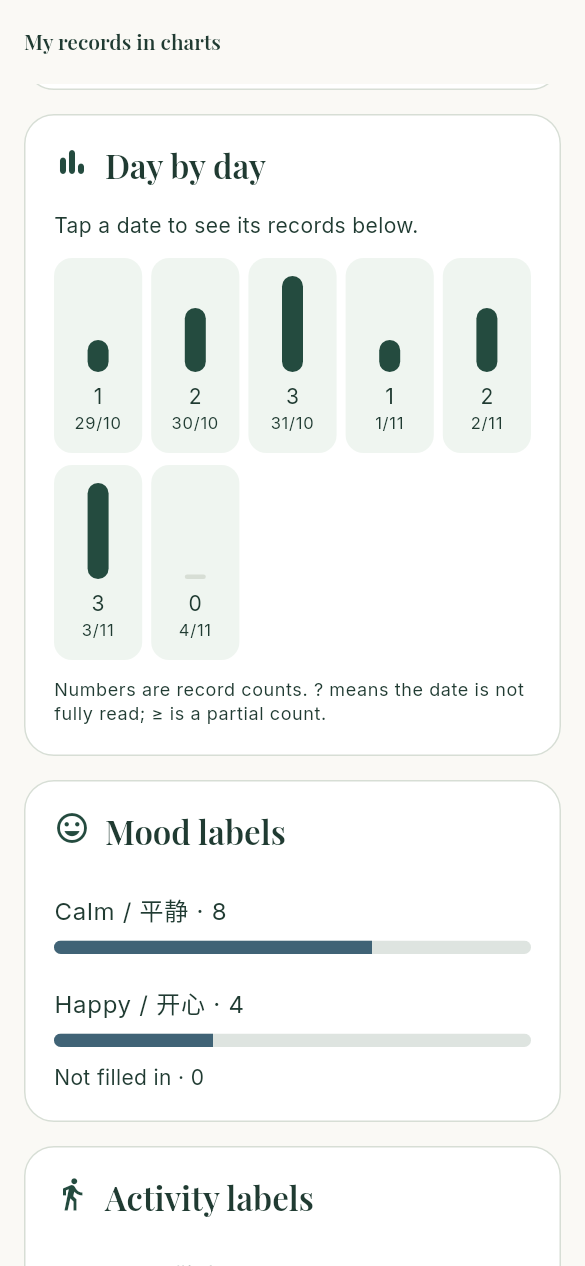 My records in charts
Day by day
Tap a date to see its records below.
1
29/10
2
30/10
3
31/10
1
1/11
2
2/11
3
3/11
0
4/11
Numbers are record counts. ? means the date is not
fully read; ≥ is a partial count.
Mood labels
Calm / 平静 · 8
Happy / 开心 · 4
Not filled in · 0
Activity labels